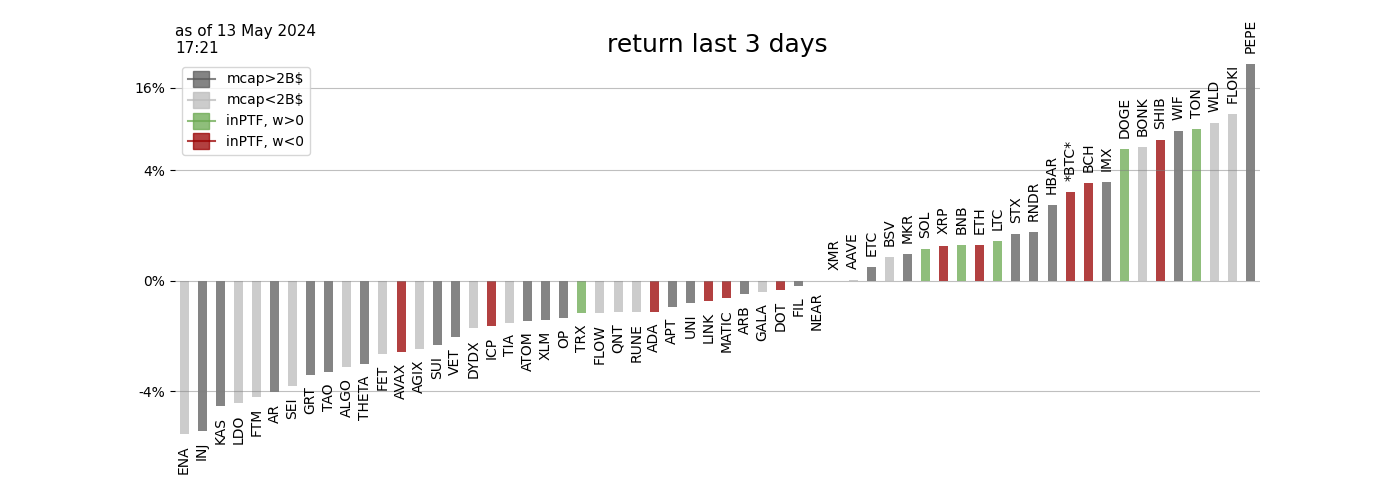 as of 13 May 2024
17:21
return last 3 days
mcap>2B$
mcap<2B$
inPTF, w>0
inPTF, w<0
16%
4%
0%
-4%
ENA
INJ
KAS
LDO
FTM
AR
SEI
GRT
TAO
ALGO
THETA
FET
AVAX
AGIX
SUI
VET
DYDX
ICP
TIA
ATOM
XLM
OP
TRX
FLOW
QNT
RUNE
ADA
APT
UNI
LINK
MATIC
ARB
GALA
DOT
FIL
NEAR
XMR
AAVE
ETC
BSV
MKR
SOL
XRP
BNB
ETH
LTC
STX
RNDR
HBAR
*BTC*
BCH
IMX
DOGE
BONK
SHIB
WIF
TON
WLD
FLOKI
PEPE